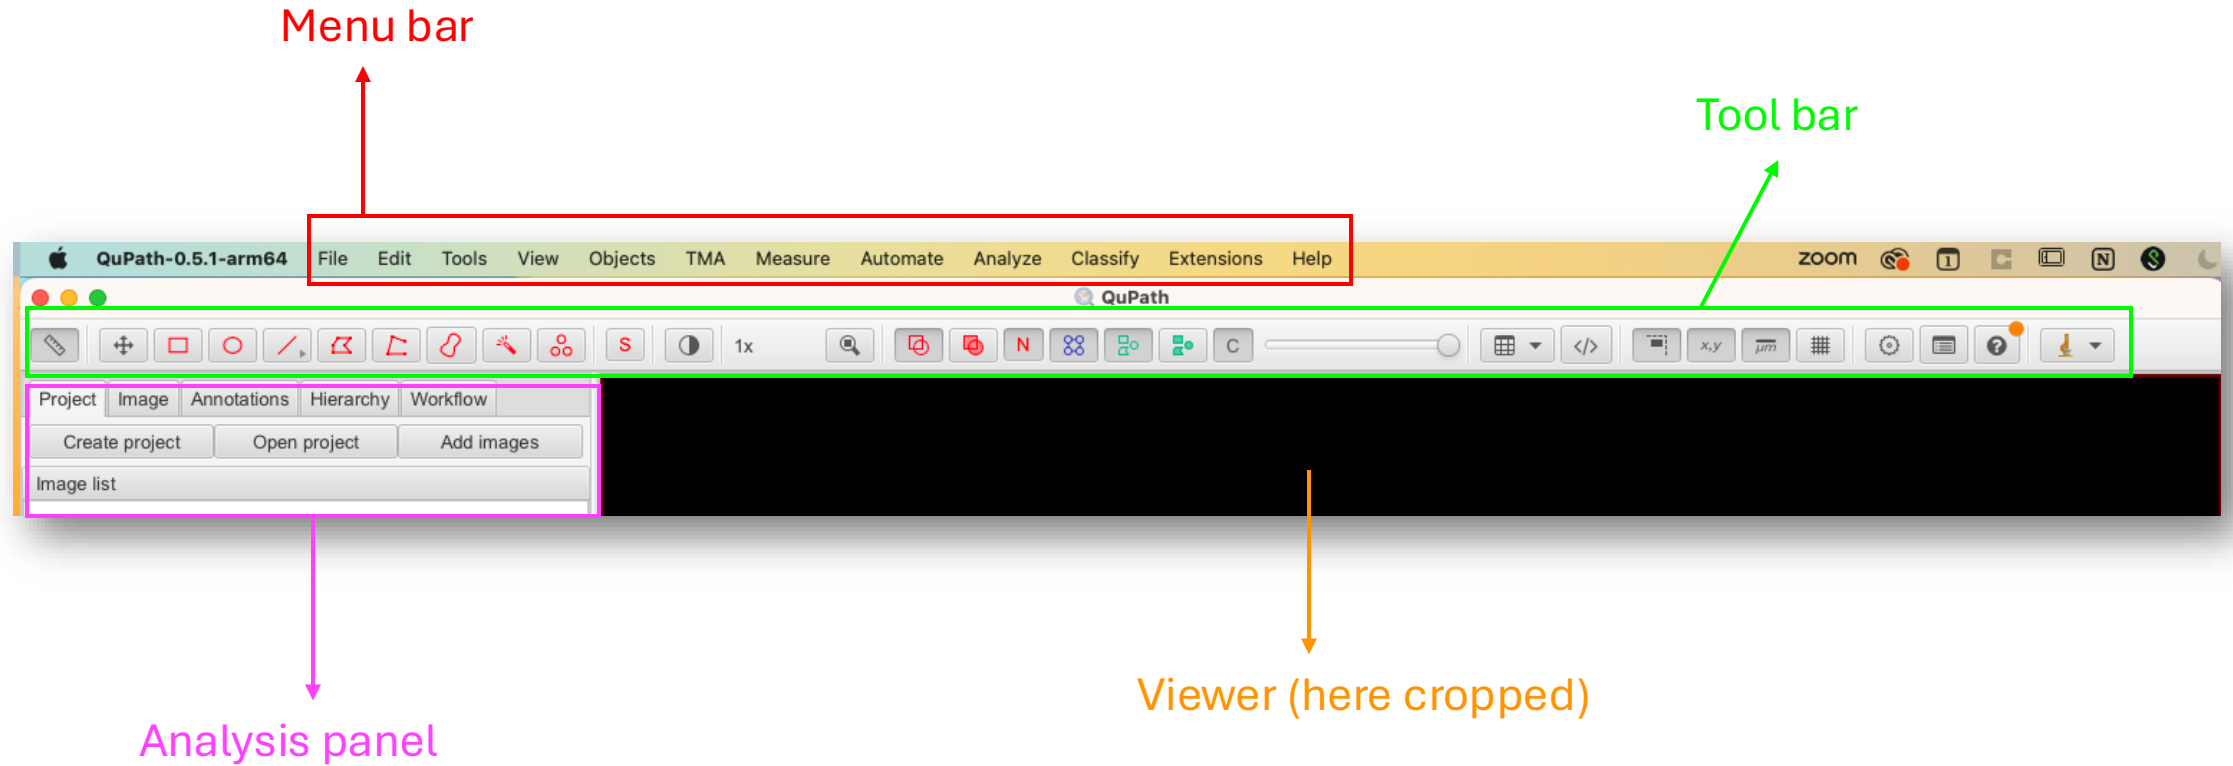 Menu bar
Tool bar
QuPath-0.5.1-arm64 File Edit Tools View Objects TMA Measure Automate Analyze Classify Extensions Help zoom 1 C N S
QuPath
S 1x N C </> x,y µm ?
Project Image Annotations Hierarchy Workflow
Create project Open project Add images
Image list
Viewer (here cropped)
Analysis panel